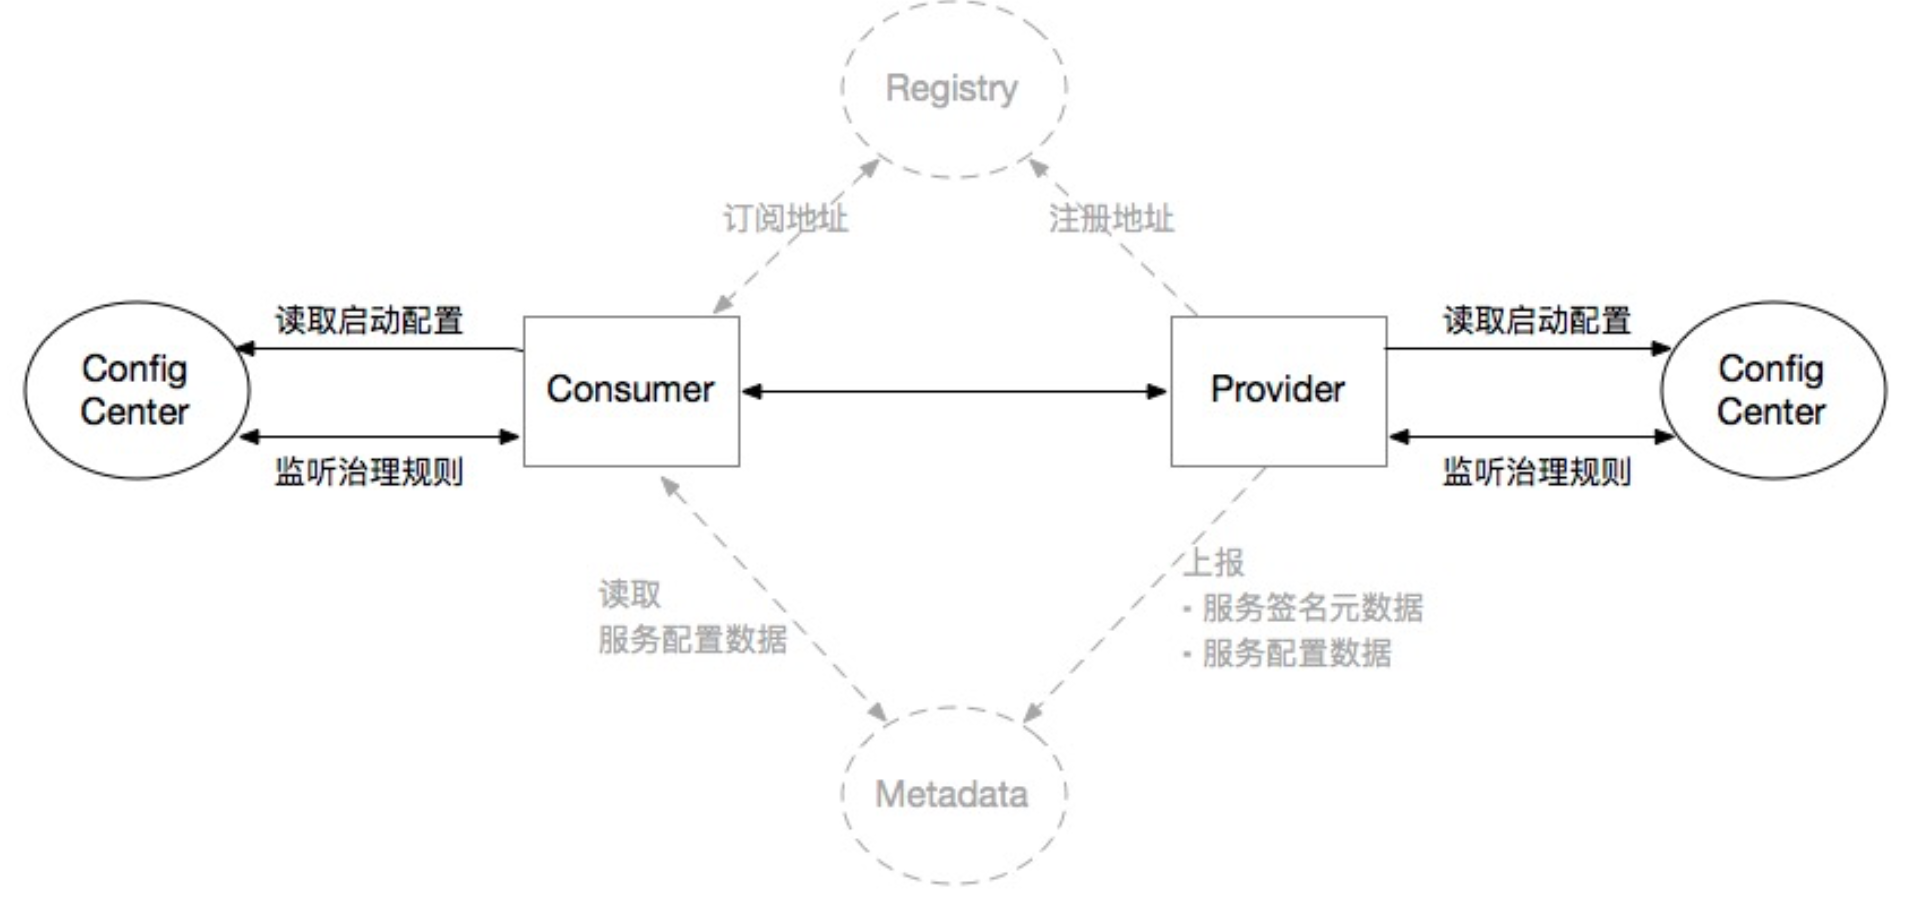 Registry
订阅地址
注册地址
读取启动配置
读取启动配置
Config
Center
Consumer
Provider
Config
Center
监听治理规则
监听治理规则
读取
服务配置数据
上报
- 服务签名元数据
- 服务配置数据
Metadata